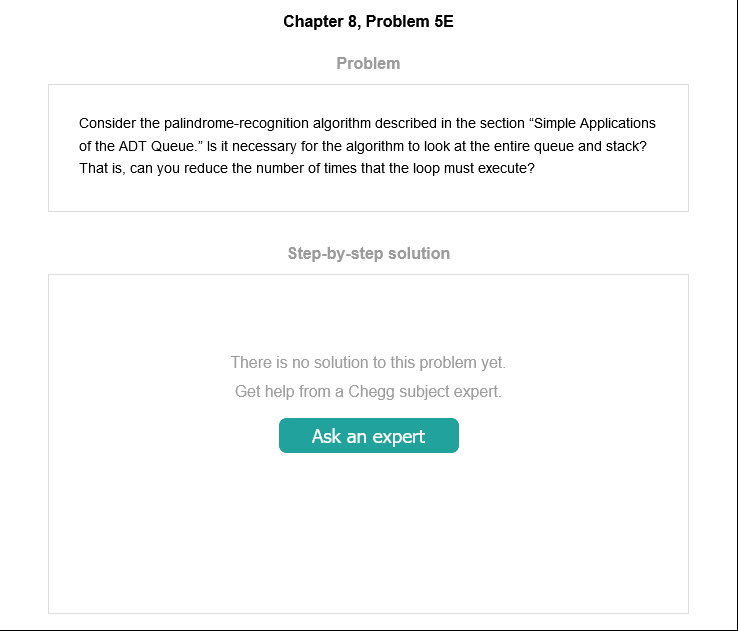 Chapter 8, Problem 5E
Problem
Consider the palindrome-recognition algorithm described in the section “Simple Applications
of the ADT Queue.” Is it necessary for the algorithm to look at the entire queue and stack?
That is, can you reduce the number of times that the loop must execute?
Step-by-step solution
There is no solution to this problem yet.
Get help from a Chegg subject expert.
Ask an expert